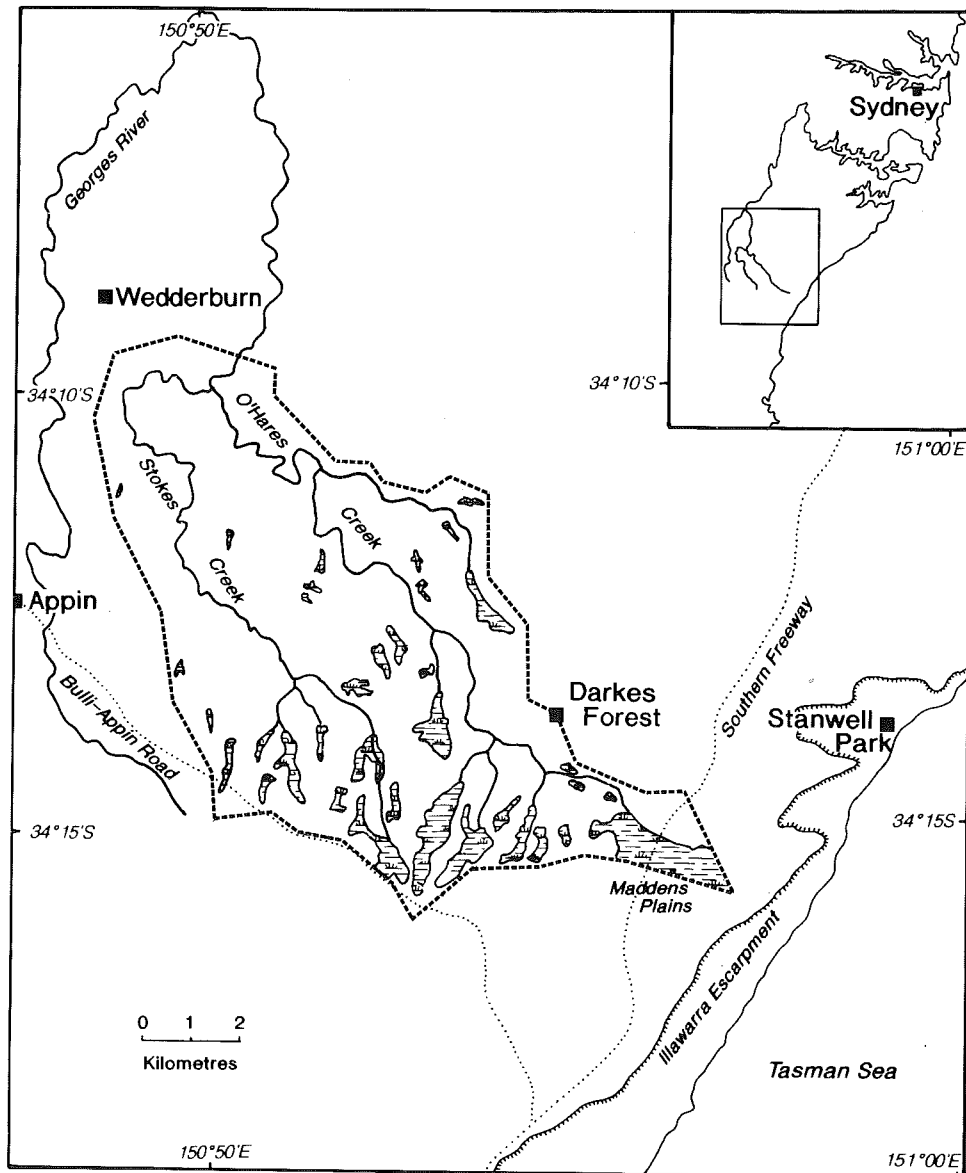 150°50'E
Georges River
Sydney
Wedderburn
34°10'S
34°10'S
151°00'E
O'Hares
Creek
Stokes
Creek
Appin
Bulli-Appin Road
Southern Freeway
Darkes
Forest
Stanwell
Park
34°15'S
34°15'S
Maddens
Plains
Illawarra Escarpment
0 1 2
Kilometres
Tasman Sea
150°50'E
151°00'E